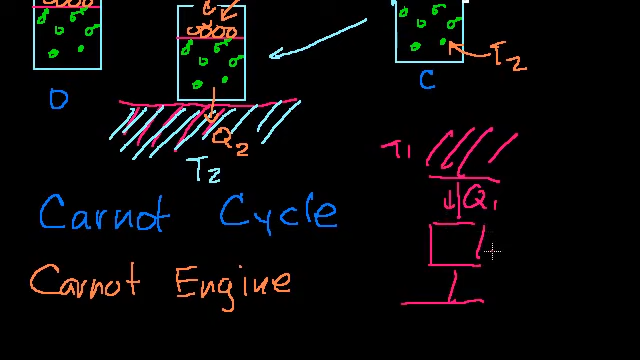 T2
D
C
Q2
T2
T1
Q1
Carnot Cycle
Carnot Engine